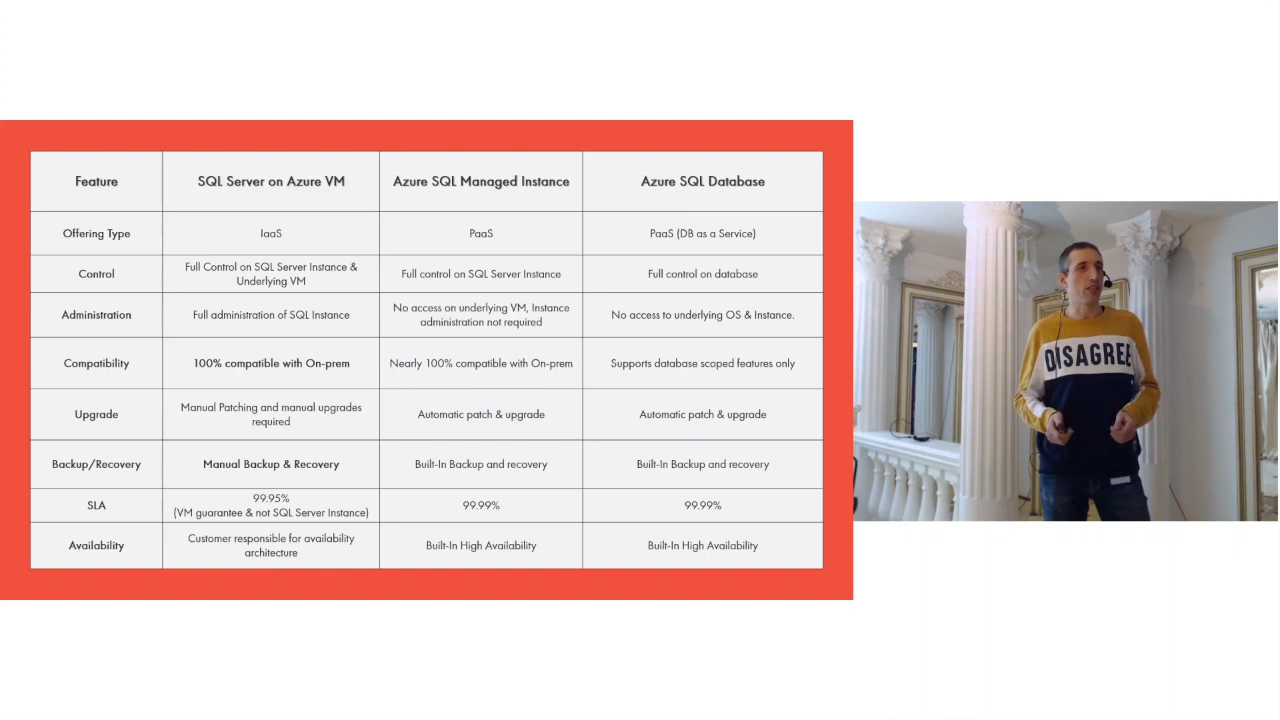 Feature
SQL Server on Azure VM
Azure SQL Managed Instance
Azure SQL Database
Offering Type
IaaS
PaaS
PaaS (DB as a Service)
Control
Full Control on SQL Server Instance &
Underlying VM
Full control on SQL Server Instance
Full control on database
Administration
Full administration of SQL Instance
No access on underlying VM, Instance
administration not required
No access to underlying OS & Instance.
Compatibility
100% compatible with On-prem
Nearly 100% compatible with On-prem
Supports database scoped features only
Upgrade
Manual Patching and manual upgrades
required
Automatic patch & upgrade
Automatic patch & upgrade
Backup/Recovery
Manual Backup & Recovery
Built-In Backup and recovery
Built-In Backup and recovery
SLA
99.95%
(VM guarantee & not SQL Server Instance)
99.99%
99.99%
Availability
Customer responsible for availability
architecture
Built-In High Availability
Built-In High Availability
DISAGREE